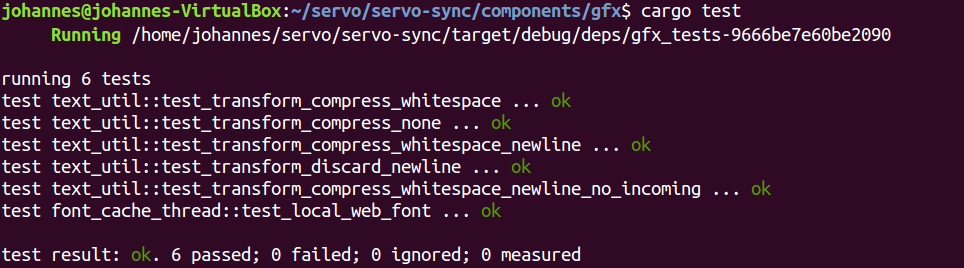 johannes@johannes-VirtualBox:~/servo/servo-sync/components/gfx$ cargo test
Running /home/johannes/servo/servo-sync/target/debug/deps/gfx_tests-9666be7e60be2090
running 6 tests
test text_util::test_transform_compress_whitespace ... ok
test text_util::test_transform_compress_none ... ok
test text_util::test_transform_compress_whitespace_newline ... ok
test text_util::test_transform_discard_newline ... ok
test text_util::test_transform_compress_whitespace_newline_no_incoming ... ok
test font_cache_thread::test_local_web_font ... ok
test result: ok. 6 passed; 0 failed; 0 ignored; 0 measured